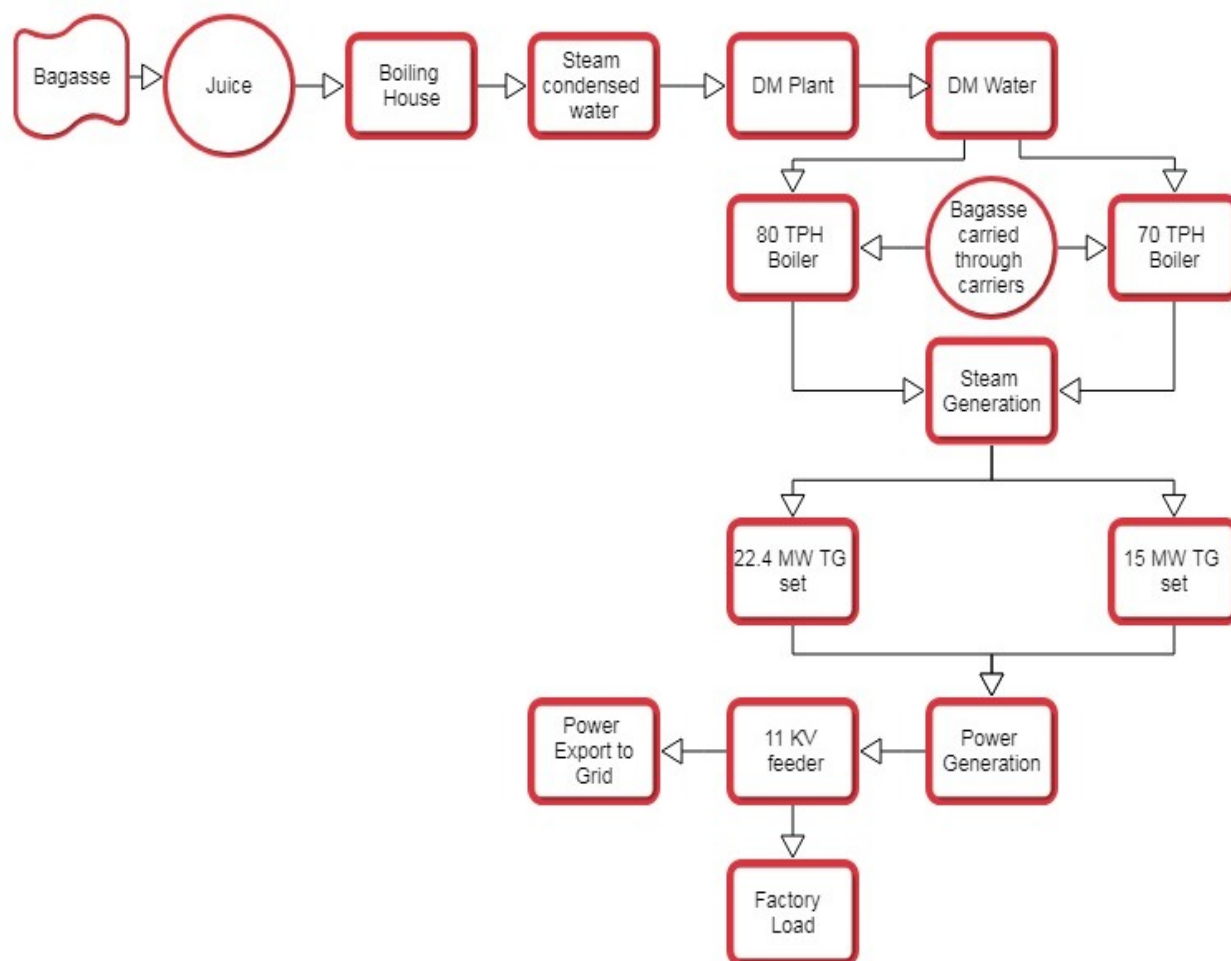 Bagasse
Juice
Boiling
House
Steam
condensed
water
DM Plant
DM Water
80 TPH
Boiler
Bagasse
carried
through
carriers
70 TPH
Boiler
Steam
Generation
22.4 MW TG
set
15 MW TG
set
Power
Export to
Grid
11 KV
feeder
Power
Generation
Factory
Load